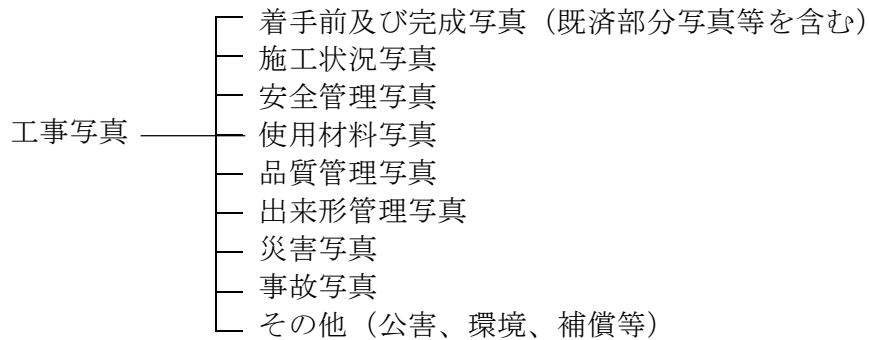 着手前及び完成写真（既済部分写真等を含む）
施工状況写真
安全管理写真
工事写真 使用材料写真
品質管理写真
出来形管理写真
災害写真
事故写真
その他（公害、環境、補償等）